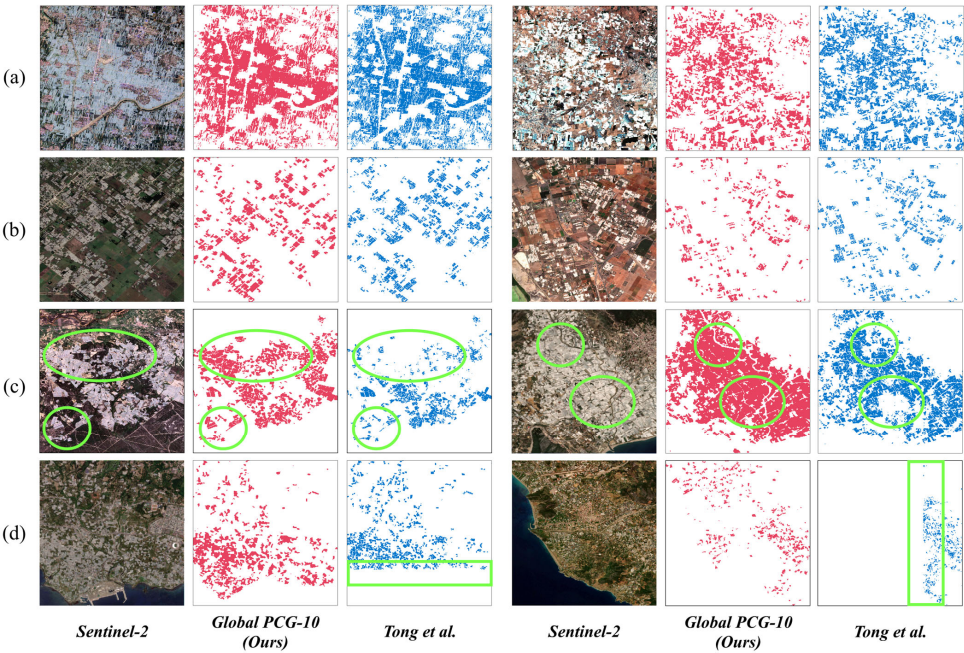 (a)
(b)
(c)
(d)
Sentinel-2 Global PCG-10 Tong et al. Sentinel-2 Global PCG-10 Tong et al.
(Ours) (Ours)